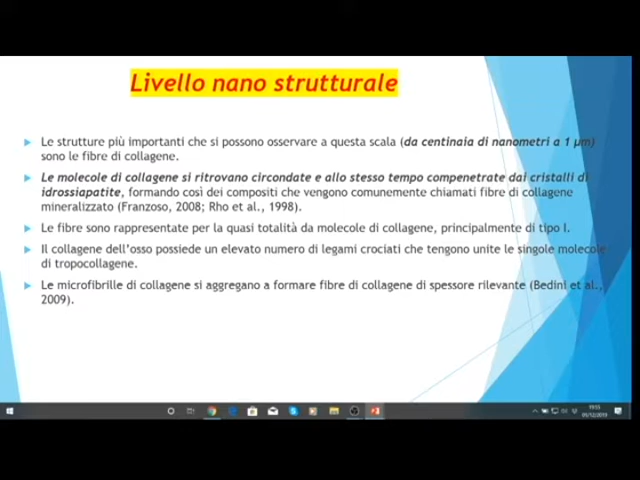 Livello nano strutturale
Le strutture più importanti che si possono osservare a questa scala (da centinaia di nanometri a 1 µm)
sono le fibre di collagene.
Le molecole di collagene si ritrovano circondate e allo stesso tempo compenetrate dai cristalli di
idrossiapatite, formando così dei compositi che vengono comunemente chiamati fibre di collagene
mineralizzato (Franzoso, 2008; Rho et al., 1998).
Le fibre sono rappresentate per la quasi totalità da molecole di collagene, principalmente di tipo I.
Il collagene dell'osso possiede un elevato numero di legami crociati che tengono unite le singole molecole
di tropocollagene.
Le microfibrille di collagene si aggregano a formare fibre di collagene di spessore rilevante (Bedini et al.,
2009).